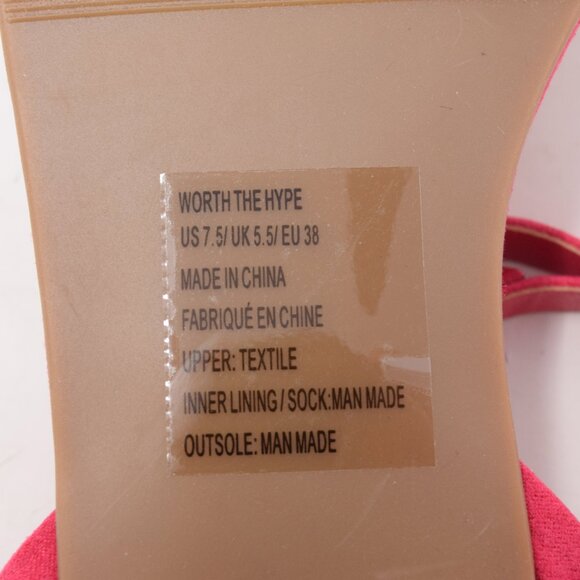 WORTH THE HYPE
US 7.5/ UK 5.5/ EU 38
MADE IN CHINA
FABRIQUÉ EN CHINE
UPPER: TEXTILE
INNER LINING / SOCK:MAN MADE
OUTSOLE: MAN MADE